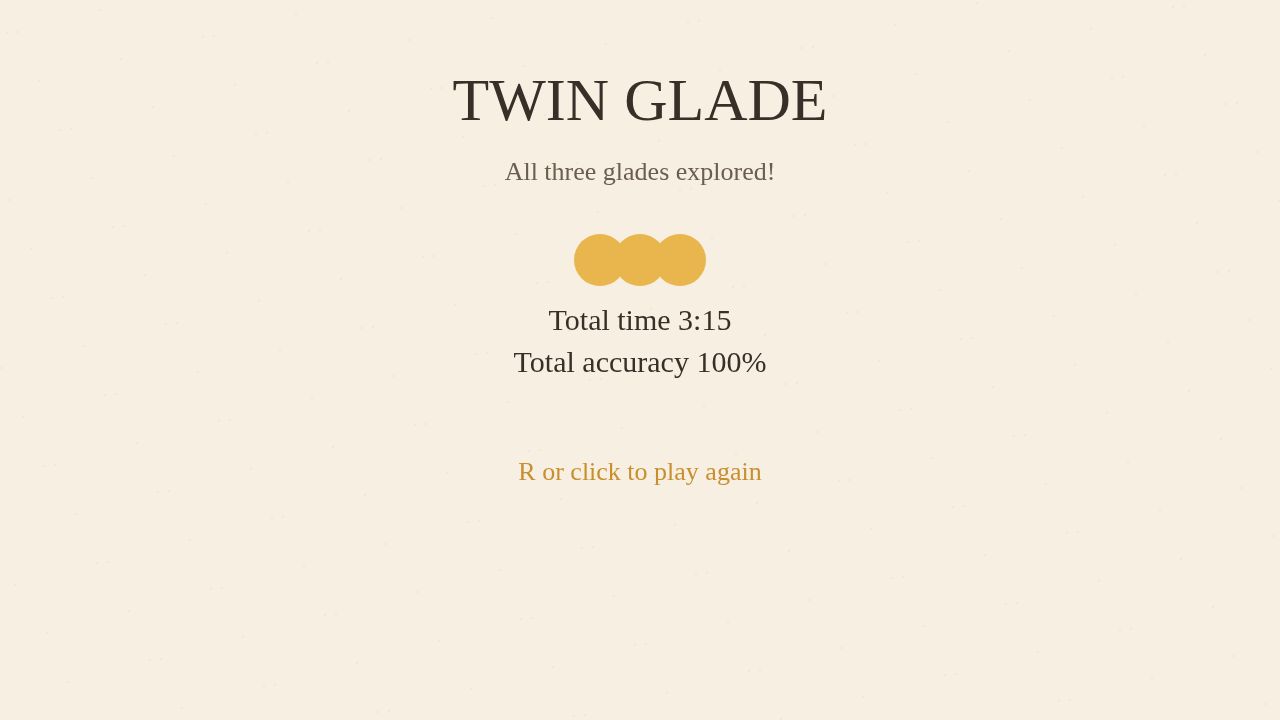 TWIN GLADE
All three glades explored!
Total time 3:15
Total accuracy 100%
R or click to play again